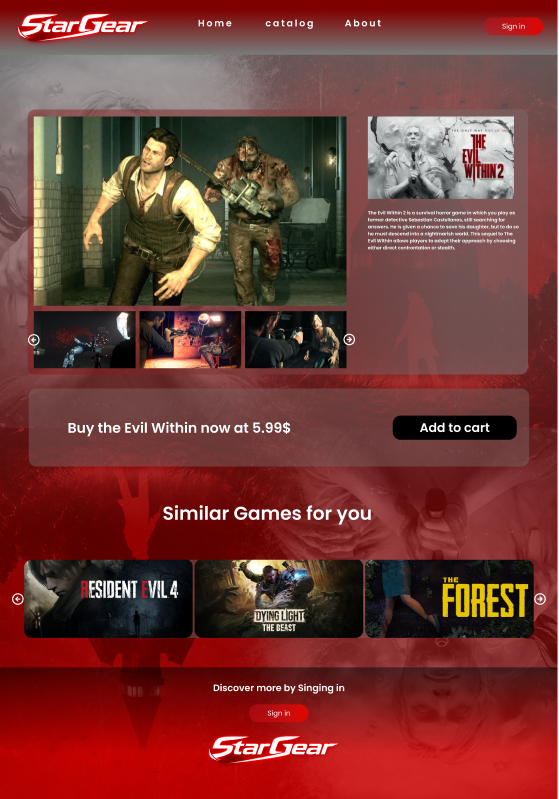 StarGear
Home catalog About
Sign in
THE ONLY WAY OUT IS IN
THE
EVIL
WITHIN 2
The Evil Within 2 is a survival horror game in which you play as
former detective Sebastian Castellanos, still searching for
answers. He is given a chance to save his daughter, but to do so
he must descend into a nightmarish world. This sequel to The
Evil Within allows players to adapt their approach by choosing
either direct confrontation or stealth.
Buy the Evil Within now at 5.99$
Add to cart
Similar Games for you
RESIDENT EVIL 4
DYING LIGHT
THE BEAST
THE
FOREST
Discover more by Singing in
Sign in
StarGear